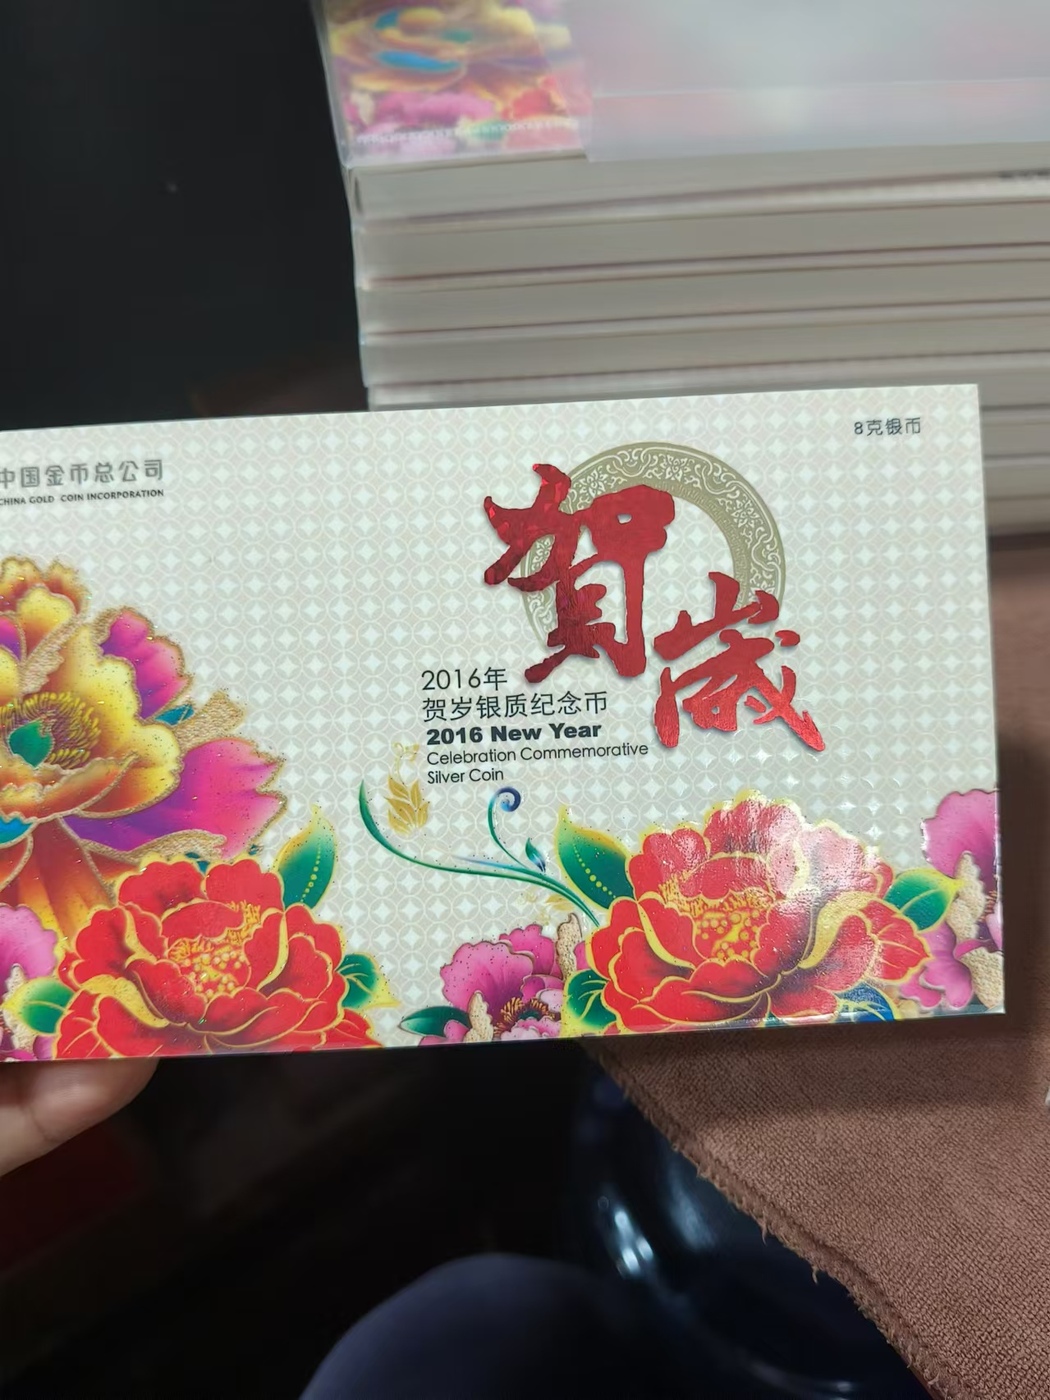 中国金币总公司
CHINA GOLD COIN INCORPORATION
8克银币
贺歲
2016年
贺岁银质纪念币
2016 New Year
Celebration Commemorative
Silver Coin